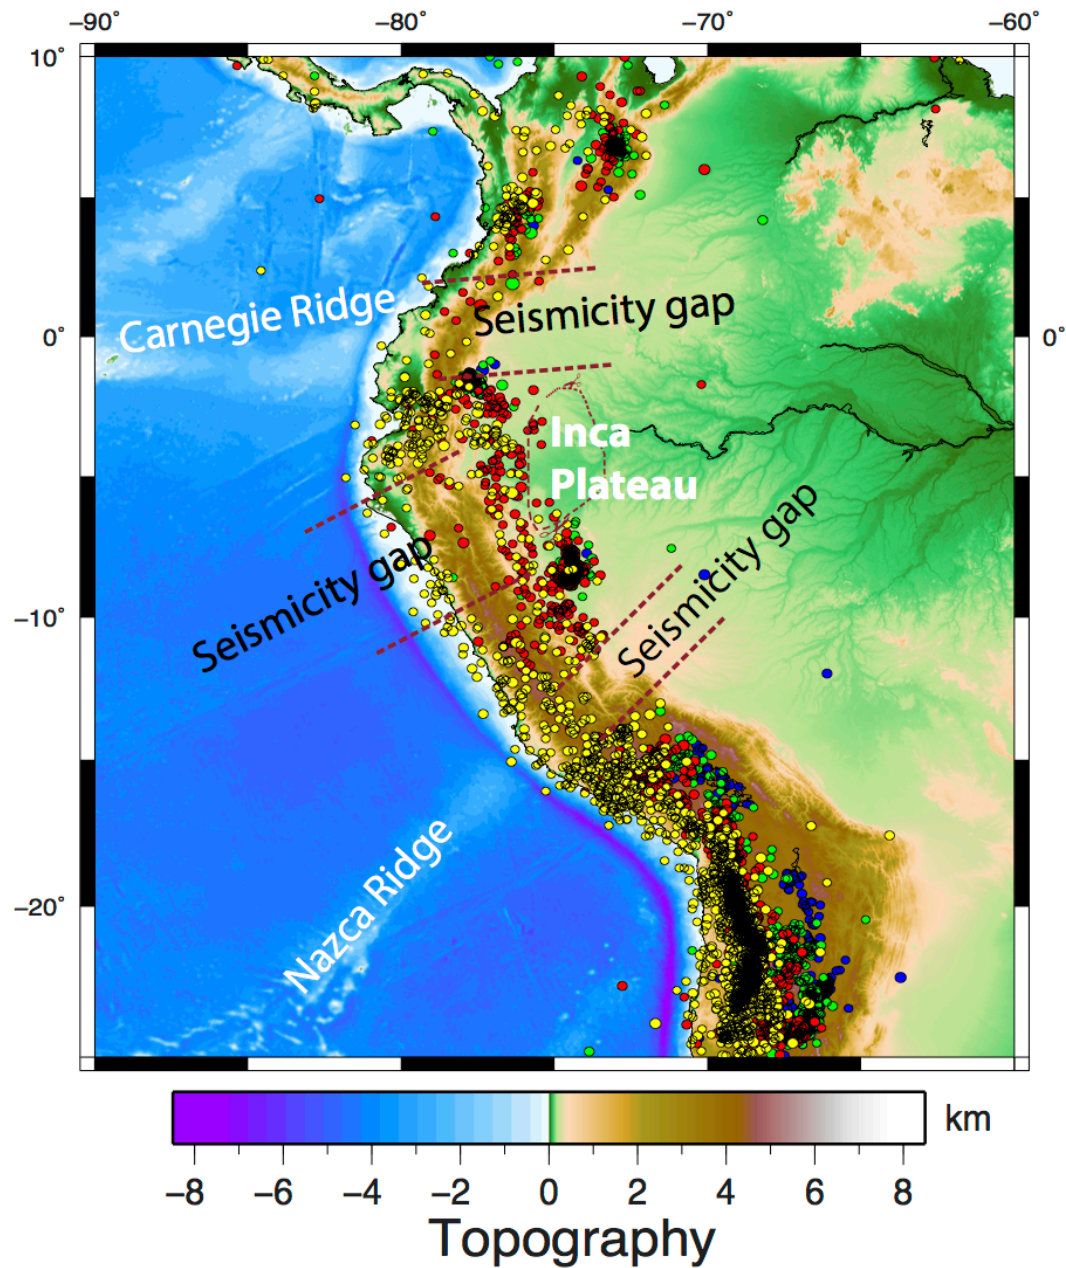 −90˚ −80˚ −70˚ −60˚
10˚
Carnegie Ridge
Seismicity gap
0˚ 0˚
Inca
Plateau
Seismicity gap
Seismicity gap
−10˚
Nazca Ridge
−20˚
km
−8 −6 −4 −2 0 2 4 6 8
Topography